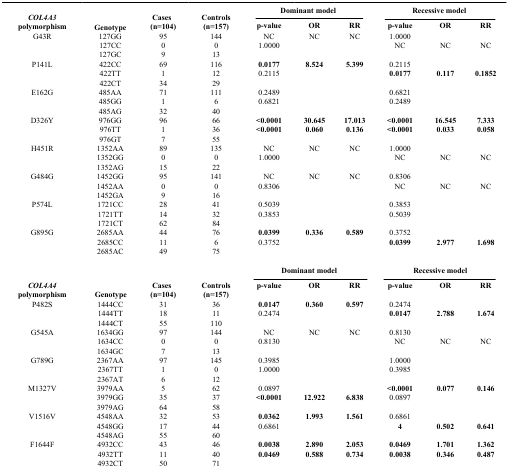 Dominant model Recessive model
COL4A3 polymorphism Genotype Cases (n=104) Controls (n=157) p-value OR RR p-value OR RR
G43R 127GG 95 144 NC NC NC 1.0000
127CC 0 0 1.0000 NC NC NC
127GC 9 13
P141L 422CC 69 116 0.0177 8.524 5.399 0.2115
422TT 1 12 0.2115 0.0177 0.117 0.1852
422CT 34 29
E162G 485AA 71 111 0.2489 0.6821
485GG 1 6 0.6821 0.2489
485AG 32 40
D326Y 976GG 96 66 <0.0001 30.645 17.013 <0.0001 16.545 7.333
976TT 1 36 <0.0001 0.060 0.136 <0.0001 0.033 0.058
976GT 7 55
H451R 1352AA 89 135 NC NC NC 1.0000
1352GG 0 0 1.0000 NC NC NC
1352AG 15 22
G484G 1452GG 95 141 NC NC NC 0.8306
1452AA 0 0 0.8306 NC NC NC
1452GA 9 16
P574L 1721CC 28 41 0.5039 0.3853
1721TT 14 32 0.3853 0.5039
1721CT 62 84
G895G 2685AA 44 76 0.0399 0.336 0.589 0.3752
2685CC 11 6 0.3752 0.0399 2.977 1.698
2685AC 49 75
Dominant model Recessive model
COL4A4 polymorphism Genotype Cases (n=104) Controls (n=157) p-value OR RR p-value OR RR
P482S 1444CC 31 36 0.0147 0.360 0.597 0.2474
1444TT 18 11 0.2474 0.0147 2.788 1.674
1444CT 55 110
G545A 1634GG 97 144 NC NC NC 0.8130
1634CC 0 0 0.8130 NC NC NC
1634GC 7 13
G789G 2367AA 97 145 0.3985 1.0000
2367TT 1 0 1.0000 0.3985
2367AT 6 12
M1327V 3979AA 5 62 0.0897 <0.0001 0.077 0.146
3979GG 35 37 <0.0001 12.922 6.838 0.0897
3979AG 64 58
V1516V 4548AA 32 53 0.0362 1.993 1.561 0.6861
4548GG 17 44 0.6861 4 0.502 0.641
4548AG 55 60
F1644F 4932CC 43 46 0.0038 2.890 2.053 0.0469 1.701 1.362
4932TT 11 40 0.0469 0.588 0.734 0.0038 0.346 0.487
4932CT 50 71